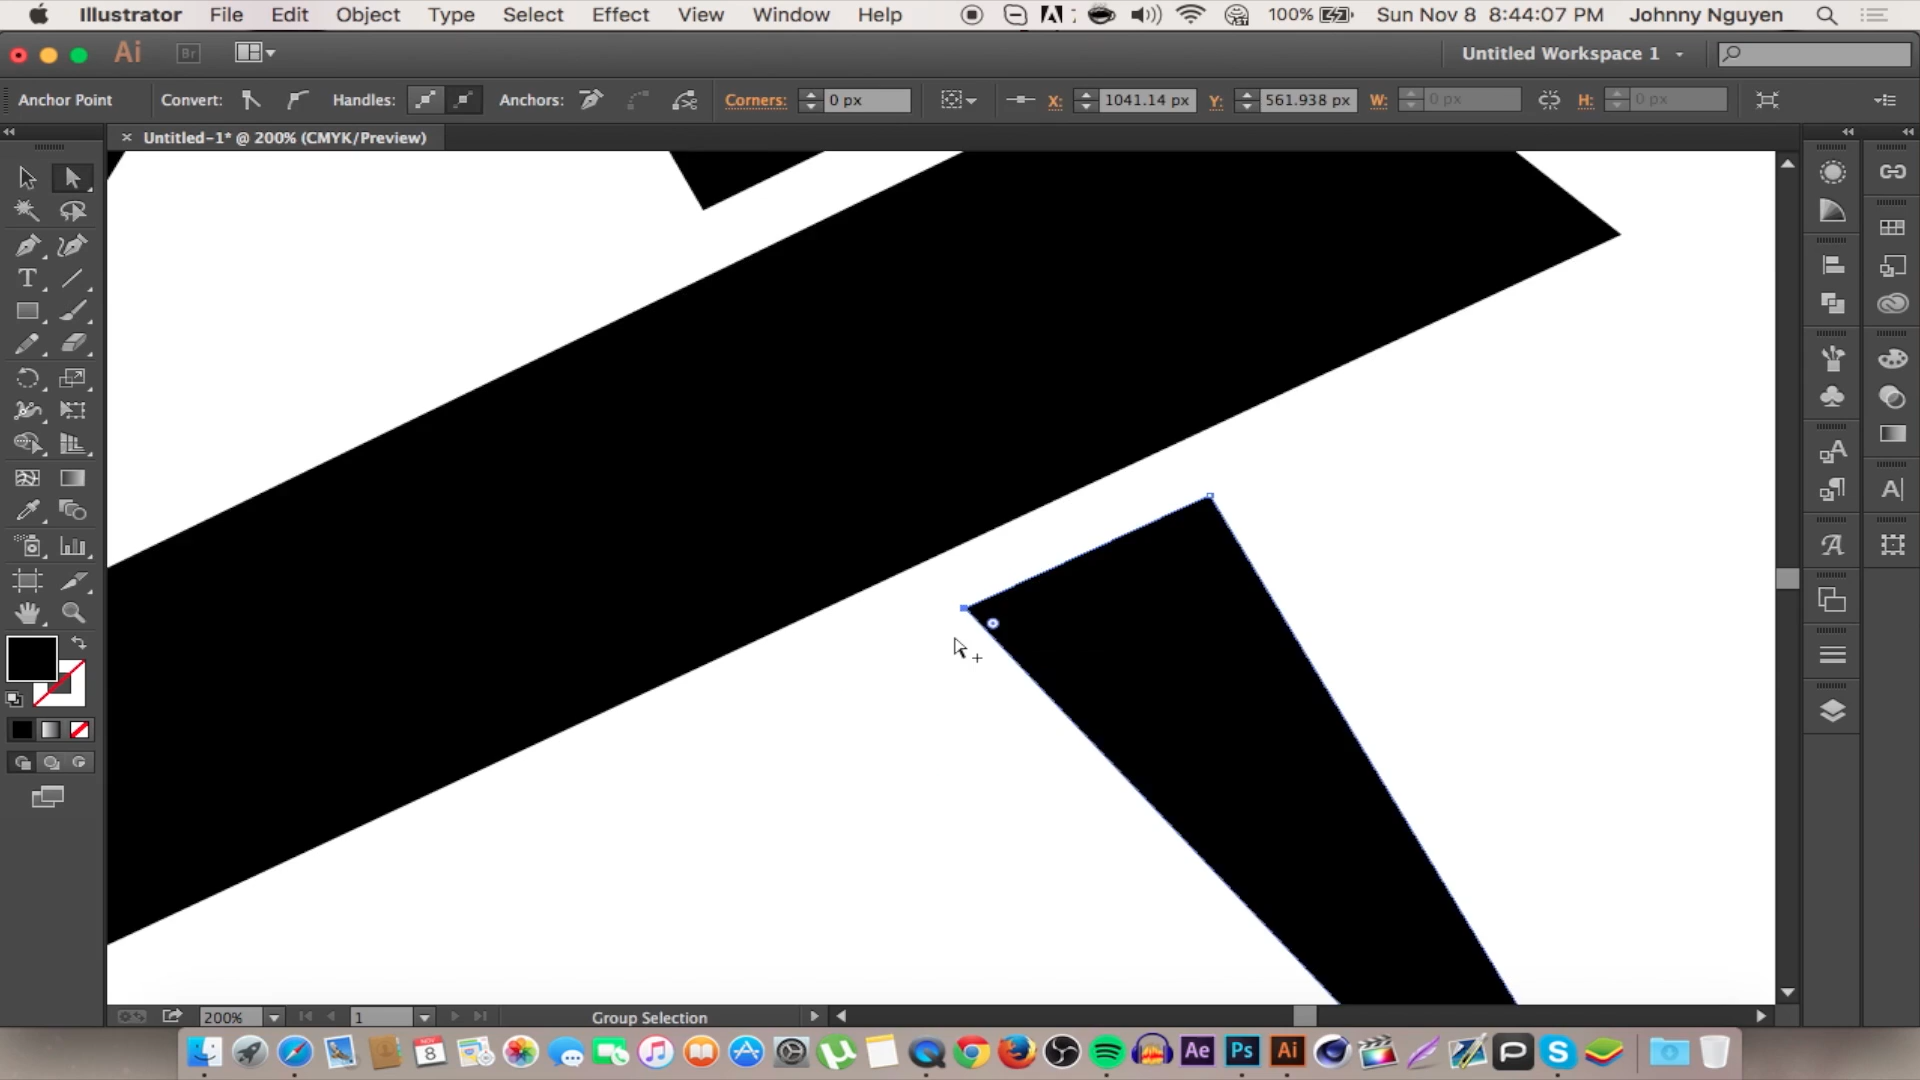 Illustrator File Edit Object Type Select Effect View Window Help 100% Sun Nov 8 8:44:07 PM Johnny Nguyen
Ai Br Untitled Workspace 1
Anchor Point Convert: Handles: Anchors: Corners: 0 px X: 1041.14 px Y: 561.938 px W: 0 px H: 0 px
× Untitled-1* @ 200% (CMYK/Preview)
200% 1 Group Selection
NOV 8 Ae Ps Ai